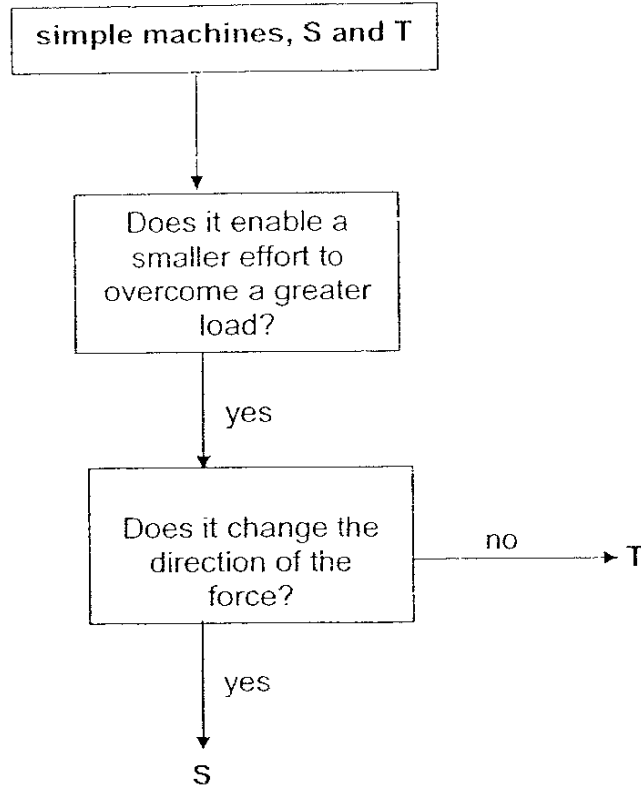 simple machines, S and T
Does it enable a
smaller effort to
overcome a greater
load?
yes
Does it change the
direction of the
force?
no
T
yes
S